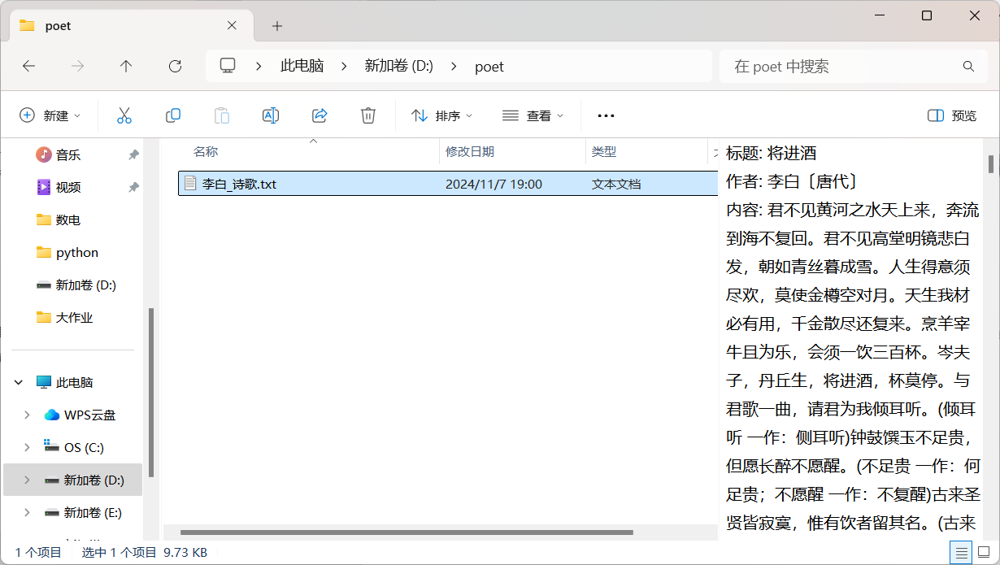 poet
此电脑 新加卷 (D:) poet
在 poet 中搜索
新建 排序 查看 预览
音乐
视频
数电
python
新加卷 (D:)
大作业
此电脑
WPS云盘
OS (C:)
新加卷 (D:)
新加卷 (E:)
名称 修改日期 类型
李白_诗歌.txt 2024/11/7 19:00 文本文档
标题: 将进酒
作者: 李白〔唐代〕
内容: 君不见黄河之水天上来，奔流
到海不复回。君不见高堂明镜悲白
发，朝如青丝暮成雪。人生得意须
尽欢，莫使金樽空对月。天生我材
必有用，千金散尽还复来。烹羊宰
牛且为乐，会须一饮三百杯。岑夫
子，丹丘生，将进酒，杯莫停。与
君歌一曲，请君为我倾耳听。(倾耳
听 一作：侧耳听)钟鼓馔玉不足贵，
但愿长醉不愿醒。(不足贵 一作：何
足贵；不愿醒 一作：不复醒)古来圣
贤皆寂寞，惟有饮者留其名。(古来
1 个项目 选中 1 个项目 9.73 KB